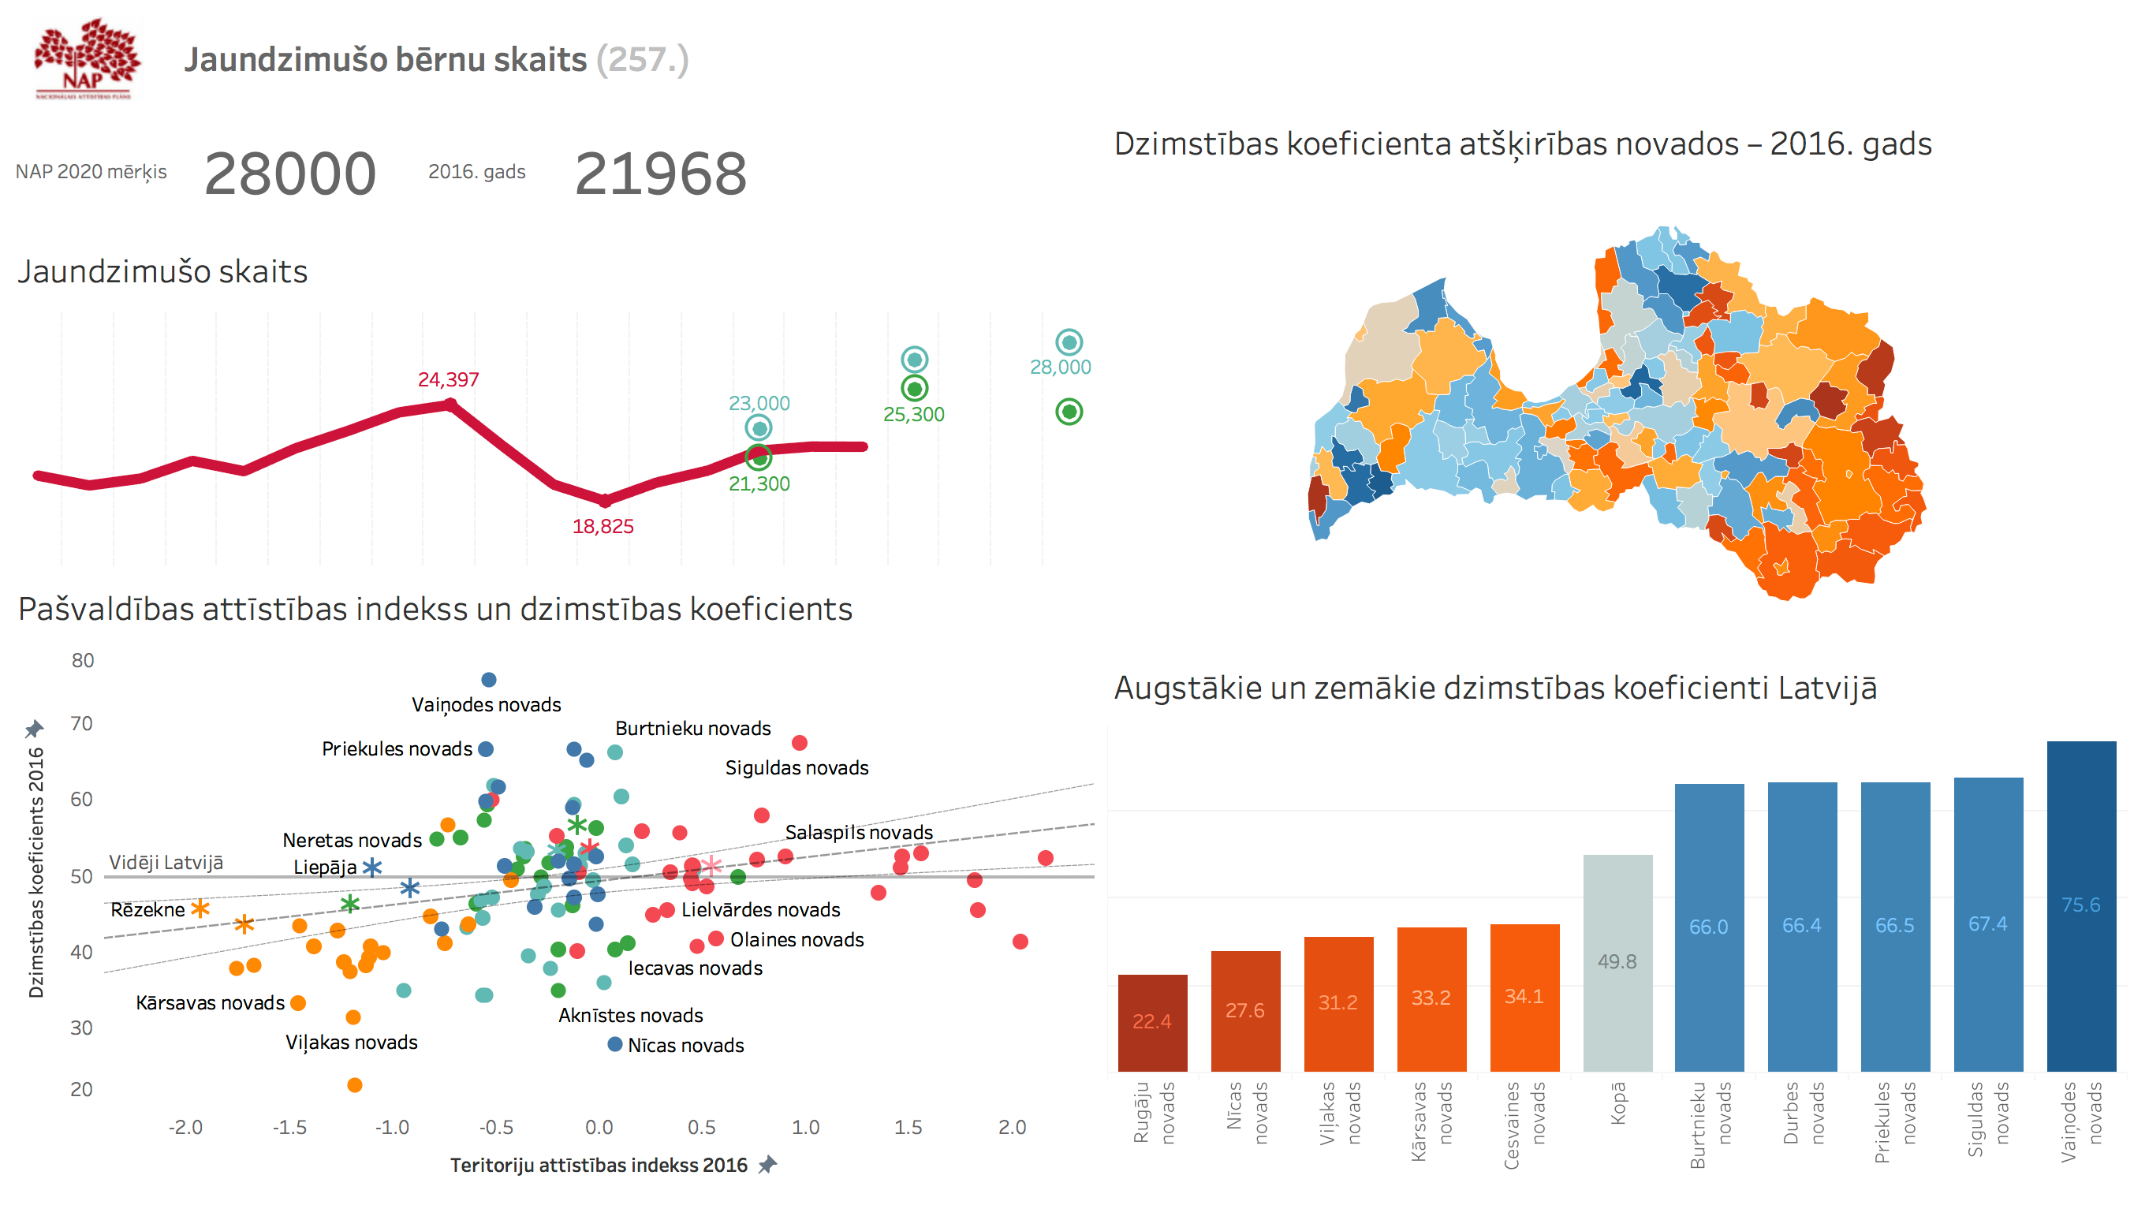 NAP
NACIONĀLAIS ATTĪSTĪBAS PLĀNS
Jaundzimušo bērnu skaits (257.)
NAP 2020 mērķis 28000 2016. gads 21968
Jaundzimušo skaits
24,397
18,825
23,000
21,300
25,300
28,000
Dzimstības koeficienta atšķirības novados – 2016. gads
Pašvaldības attīstības indekss un dzimstības koeficients
Dzimstības koeficients 2016
80
70
60
50
40
30
20
Vaiņodes novads
Burtnieku novads
Priekules novads
Siguldas novads
Salaspils novads
Neretas novads
Vidēji Latvijā
Liepāja
Rēzekne
Lielvārdes novads
Olaines novads
Iecavas novads
Kārsavas novads
Aknīstes novads
Viļakas novads
Nīcas novads
-2.0 -1.5 -1.0 -0.5 0.0 0.5 1.0 1.5 2.0
Teritoriju attīstības indekss 2016
Augstākie un zemākie dzimstības koeficienti Latvijā
22.4 27.6 31.2 33.2 34.1 49.8 66.0 66.4 66.5 67.4 75.6
Rugāju
novads
Nīcas
novads
Viļakas
novads
Kārsavas
novads
Cesvaines
novads
Kopā
Burtnieku
novads
Durbes
novads
Priekules
novads
Siguldas
novads
Vaiņodes
novads